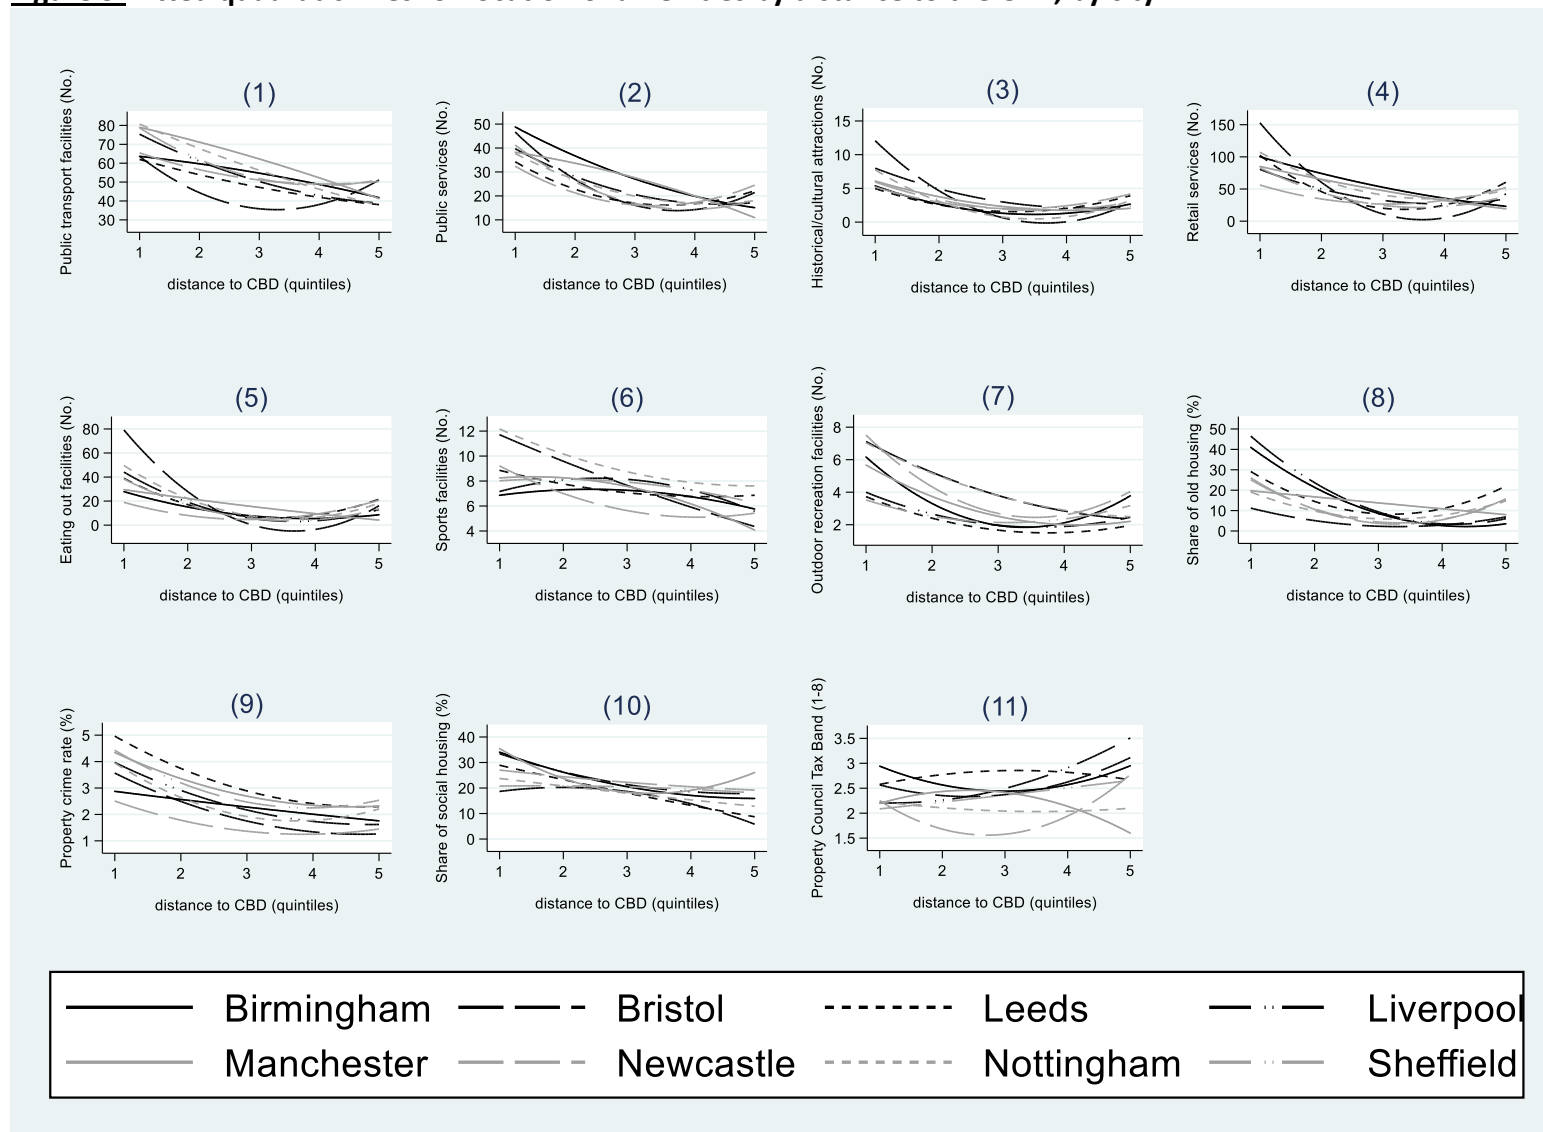 (1)
Public transport facilities (No.)
80
70
60
50
40
30
1 2 3 4 5
distance to CBD (quintiles)
(2)
Public services (No.)
50
40
30
20
10
1 2 3 4 5
distance to CBD (quintiles)
(3)
Historical/cultural attractions (No.)
15
10
5
0
1 2 3 4 5
distance to CBD (quintiles)
(4)
Retail services (No.)
150
100
50
0
1 2 3 4 5
distance to CBD (quintiles)
(5)
Eating out facilities (No.)
80
60
40
20
0
1 2 3 4 5
distance to CBD (quintiles)
(6)
Sports facilities (No.)
12
10
8
6
4
1 2 3 4 5
distance to CBD (quintiles)
(7)
Outdoor recreation facilities (No.)
8
6
4
2
1 2 3 4 5
distance to CBD (quintiles)
(8)
Share of old housing (%)
50
40
30
20
10
0
1 2 3 4 5
distance to CBD (quintiles)
(9)
Property crime rate (%)
5
4
3
2
1
1 2 3 4 5
distance to CBD (quintiles)
(10)
Share of social housing (%)
40
30
20
10
0
1 2 3 4 5
distance to CBD (quintiles)
(11)
Property Council Tax Band (1-8)
3.5
3
2.5
2
1.5
1 2 3 4 5
distance to CBD (quintiles)
Birmingham Bristol Leeds Liverpool
Manchester Newcastle Nottingham Sheffield